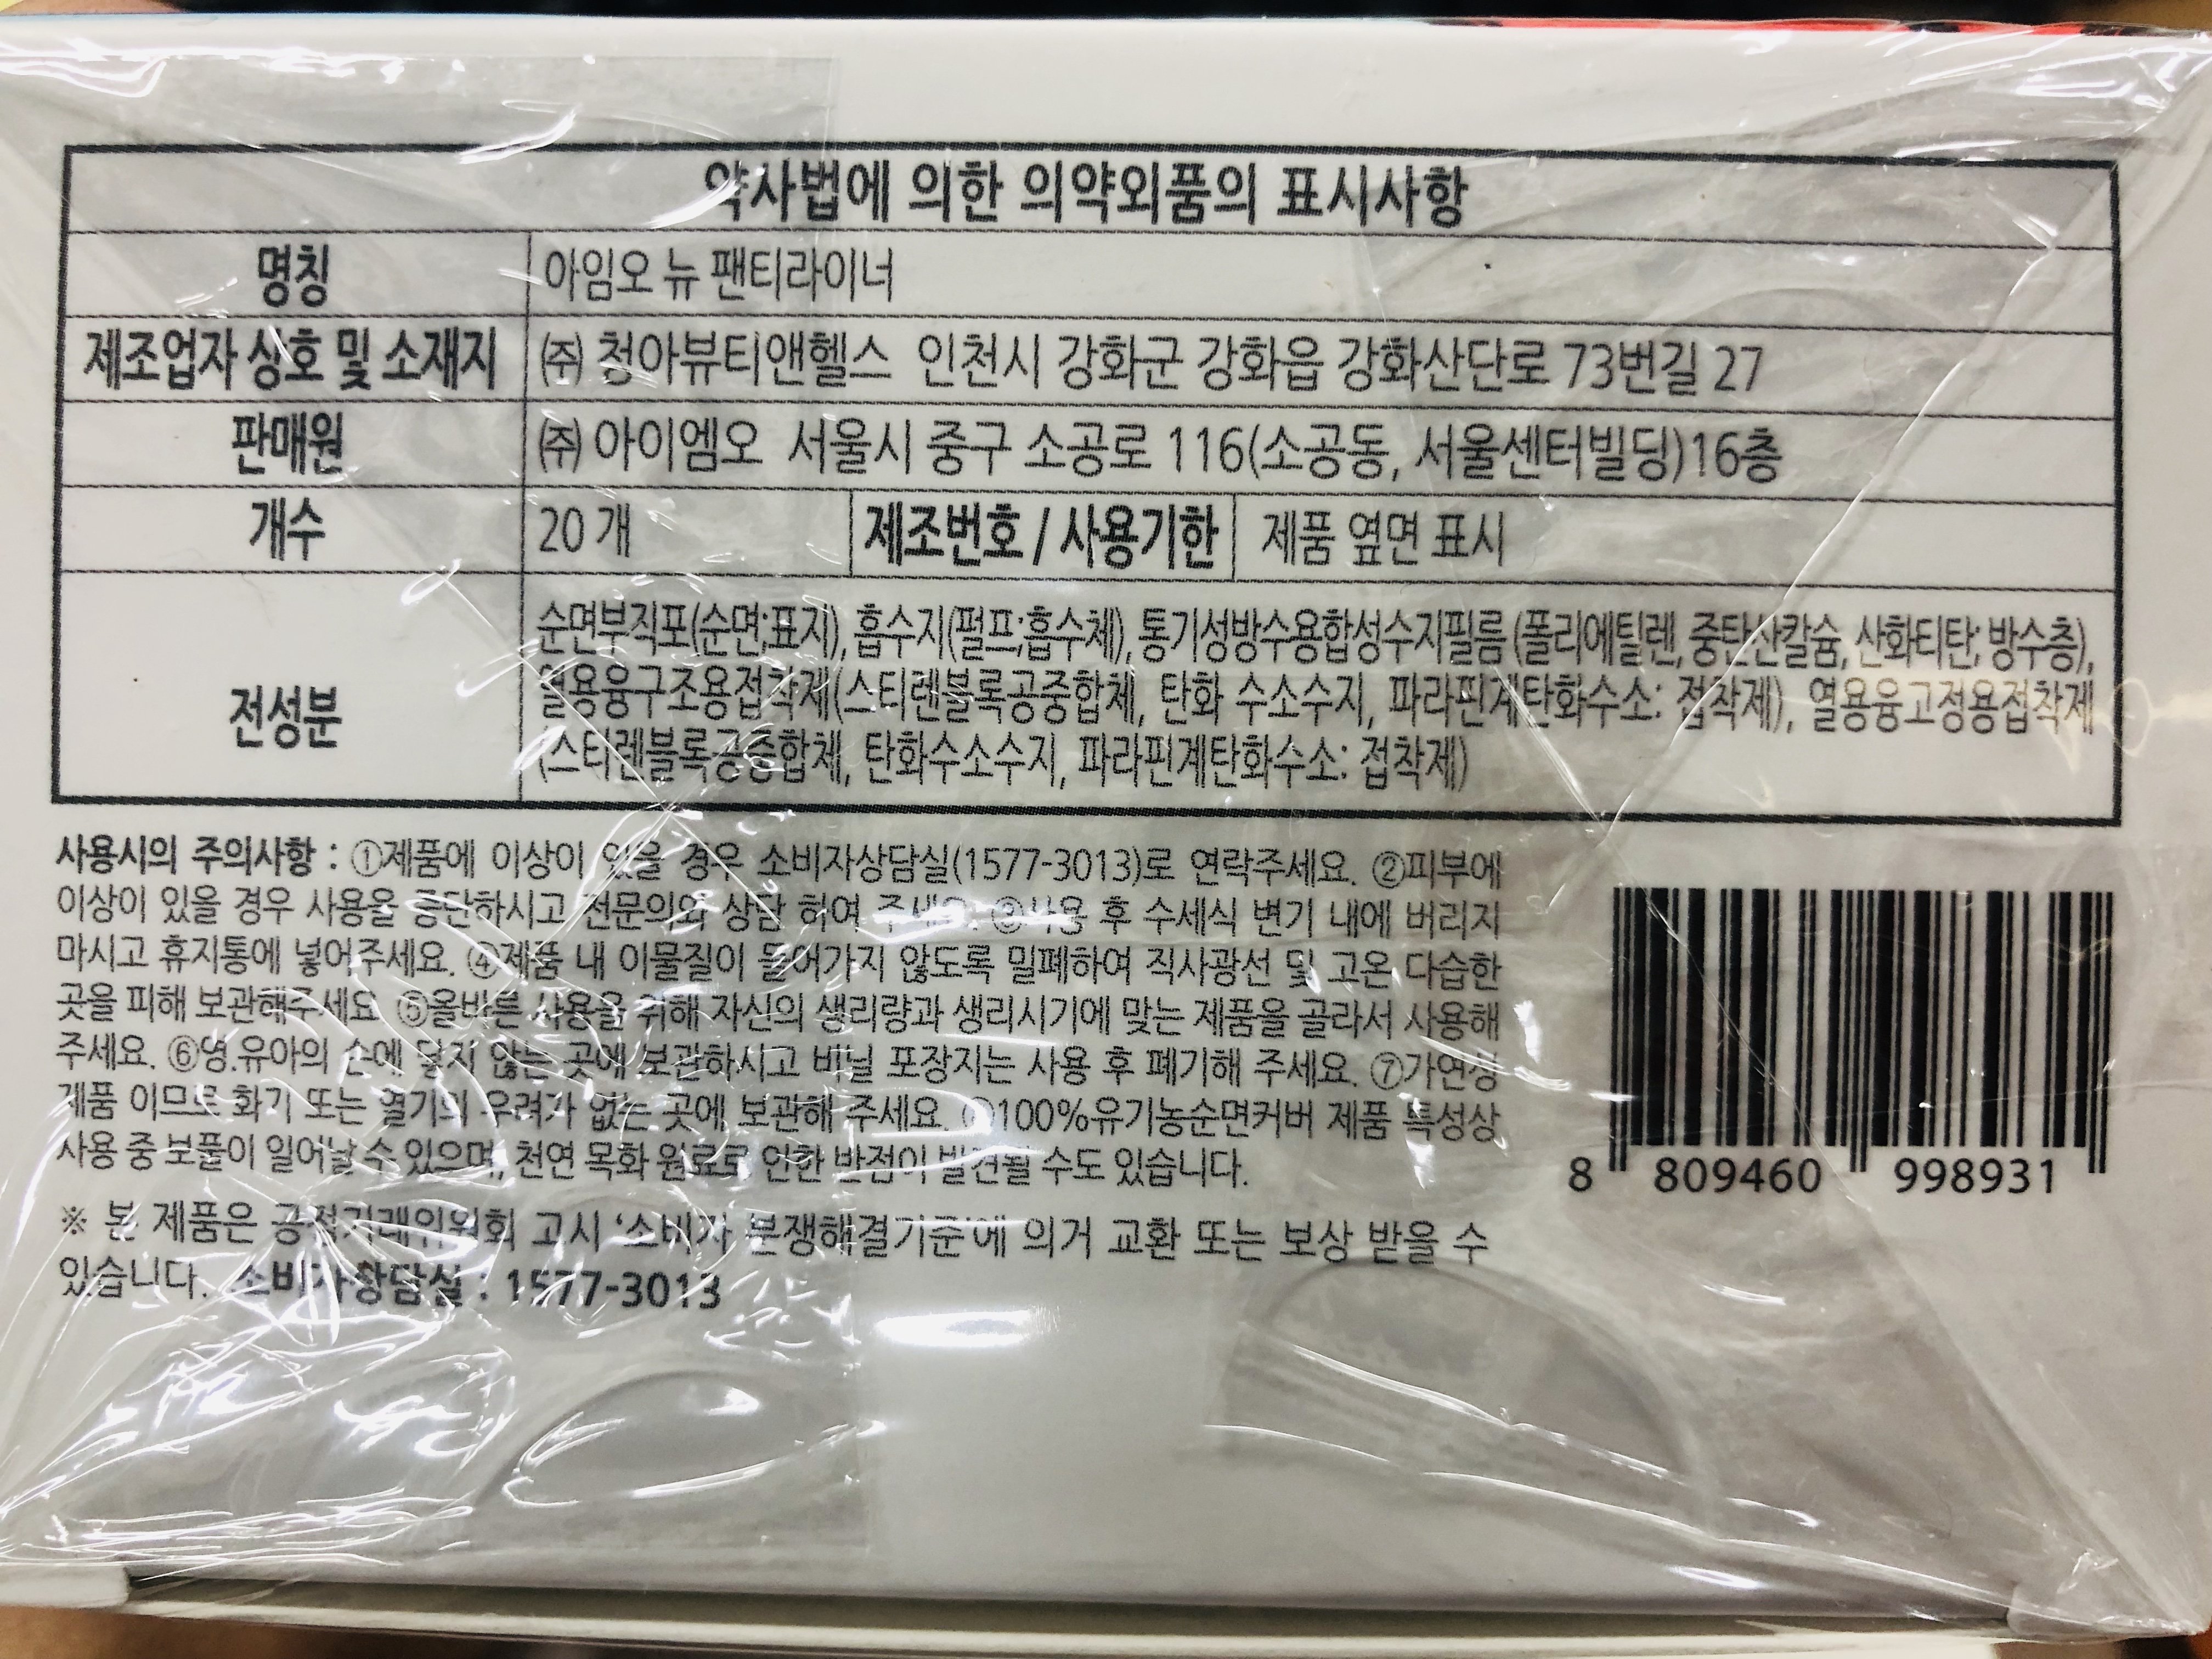 약사법에 의한 의약외품의 표시사항
명칭 아임오 뉴 팬티라이너
제조업자 상호 및 소재지 ㈜ 청아뷰티앤헬스 인천시 강화군 강화읍 강화산단로 73번길 27
판매원 ㈜ 아이엠오 서울시 중구 소공로 116(소공동, 서울센터빌딩)16층
개수 20 개 제조번호 / 사용기한 제품 옆면 표시
전성분
순면부직포(순면;표지), 흡수지(펄프;흡수체), 통기성방수용합성수지필름(폴리에틸렌, 중탄산칼슘, 산화티탄; 방수층),
열용융구조용접착제(스티렌블록공중합체, 탄화 수소수지, 파라핀계탄화수소: 접착제), 열용융고정용접착제
(스티렌블록공중합체, 탄화수소수지, 파라핀계탄화수소: 접착제)
사용시의 주의사항 : ①제품에 이상이 있을 경우 소비자상담실(1577-3013)로 연락주세요. ②피부에
이상이 있을 경우 사용을 중단하시고 전문의와 상담 하여 주세요. ③사용 후 수세식 변기 내에 버리지
마시고 휴지통에 넣어주세요. ④제품 내 이물질이 들어가지 않도록 밀폐하여 직사광선 및 고온 다습한
곳을 피해 보관해주세요. ⑤올바른 사용을 위해 자신의 생리량과 생리시기에 맞는 제품을 골라서 사용해
주세요. ⑥영.유아의 손에 닿지 않는 곳에 보관하시고 비닐 포장지는 사용 후 폐기해 주세요. ⑦가연성
제품 이므로 화기 또는 열기의 우려가 없는 곳에 보관해 주세요. ⑧100%유기농순면커버 제품 특성상
사용 중 보풀이 일어날 수 있으며, 천연 목화 원료로 인한 반점이 발견될 수도 있습니다.
※ 본 제품은 공정거래위원회 고시 '소비자 분쟁해결기준'에 의거 교환 또는 보상 받을 수
있습니다. 소비자상담실 : 1577-3013
8 809460 998931